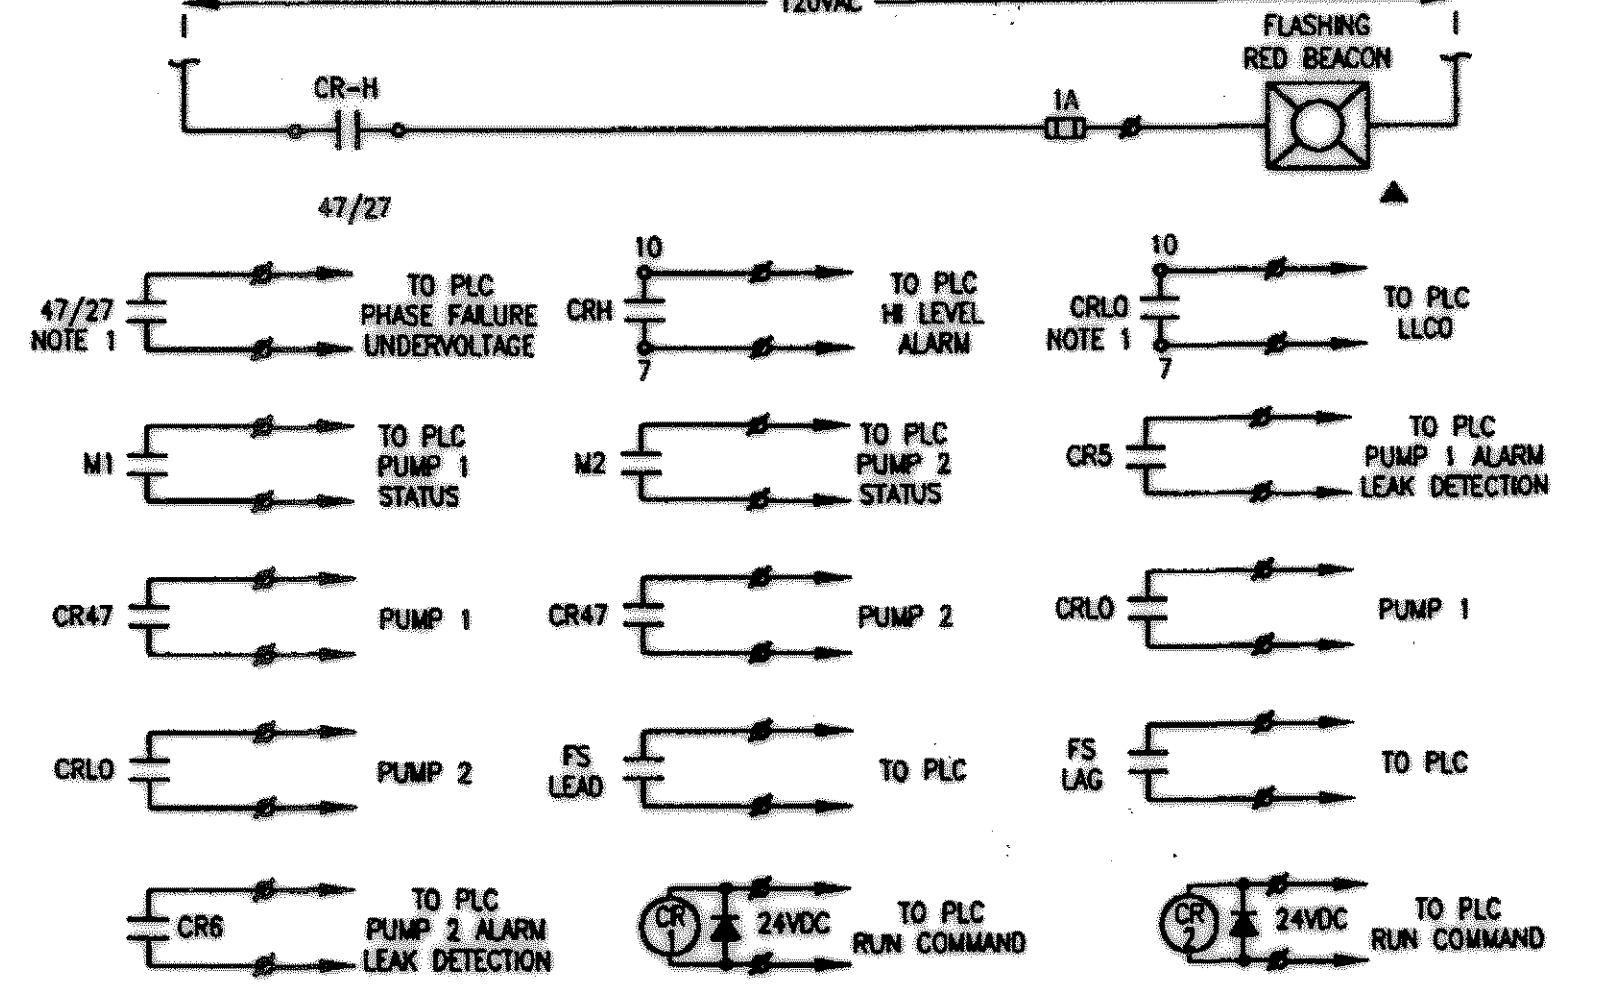 120VAC
FLASHING
RED BEACON
CR-H
1A
47/27
47/27
NOTE 1
TO PLC
PHASE FAILURE
UNDERVOLTAGE
10
CRH
7
TO PLC
HI LEVEL
ALARM
10
CRLO
NOTE 1
7
TO PLC
LLCO
M1
TO PLC
PUMP 1
STATUS
M2
TO PLC
PUMP 2
STATUS
CR5
TO PLC
PUMP 1 ALARM
LEAK DETECTION
CR47
PUMP 1
CR47
PUMP 2
CRLO
PUMP 1
CRLO
PUMP 2
FS
LEAD
TO PLC
FS
LAG
TO PLC
CR6
TO PLC
PUMP 2 ALARM
LEAK DETECTION
CR
1
24VDC
TO PLC
RUN COMMAND
CR
2
24VDC
TO PLC
RUN COMMAND